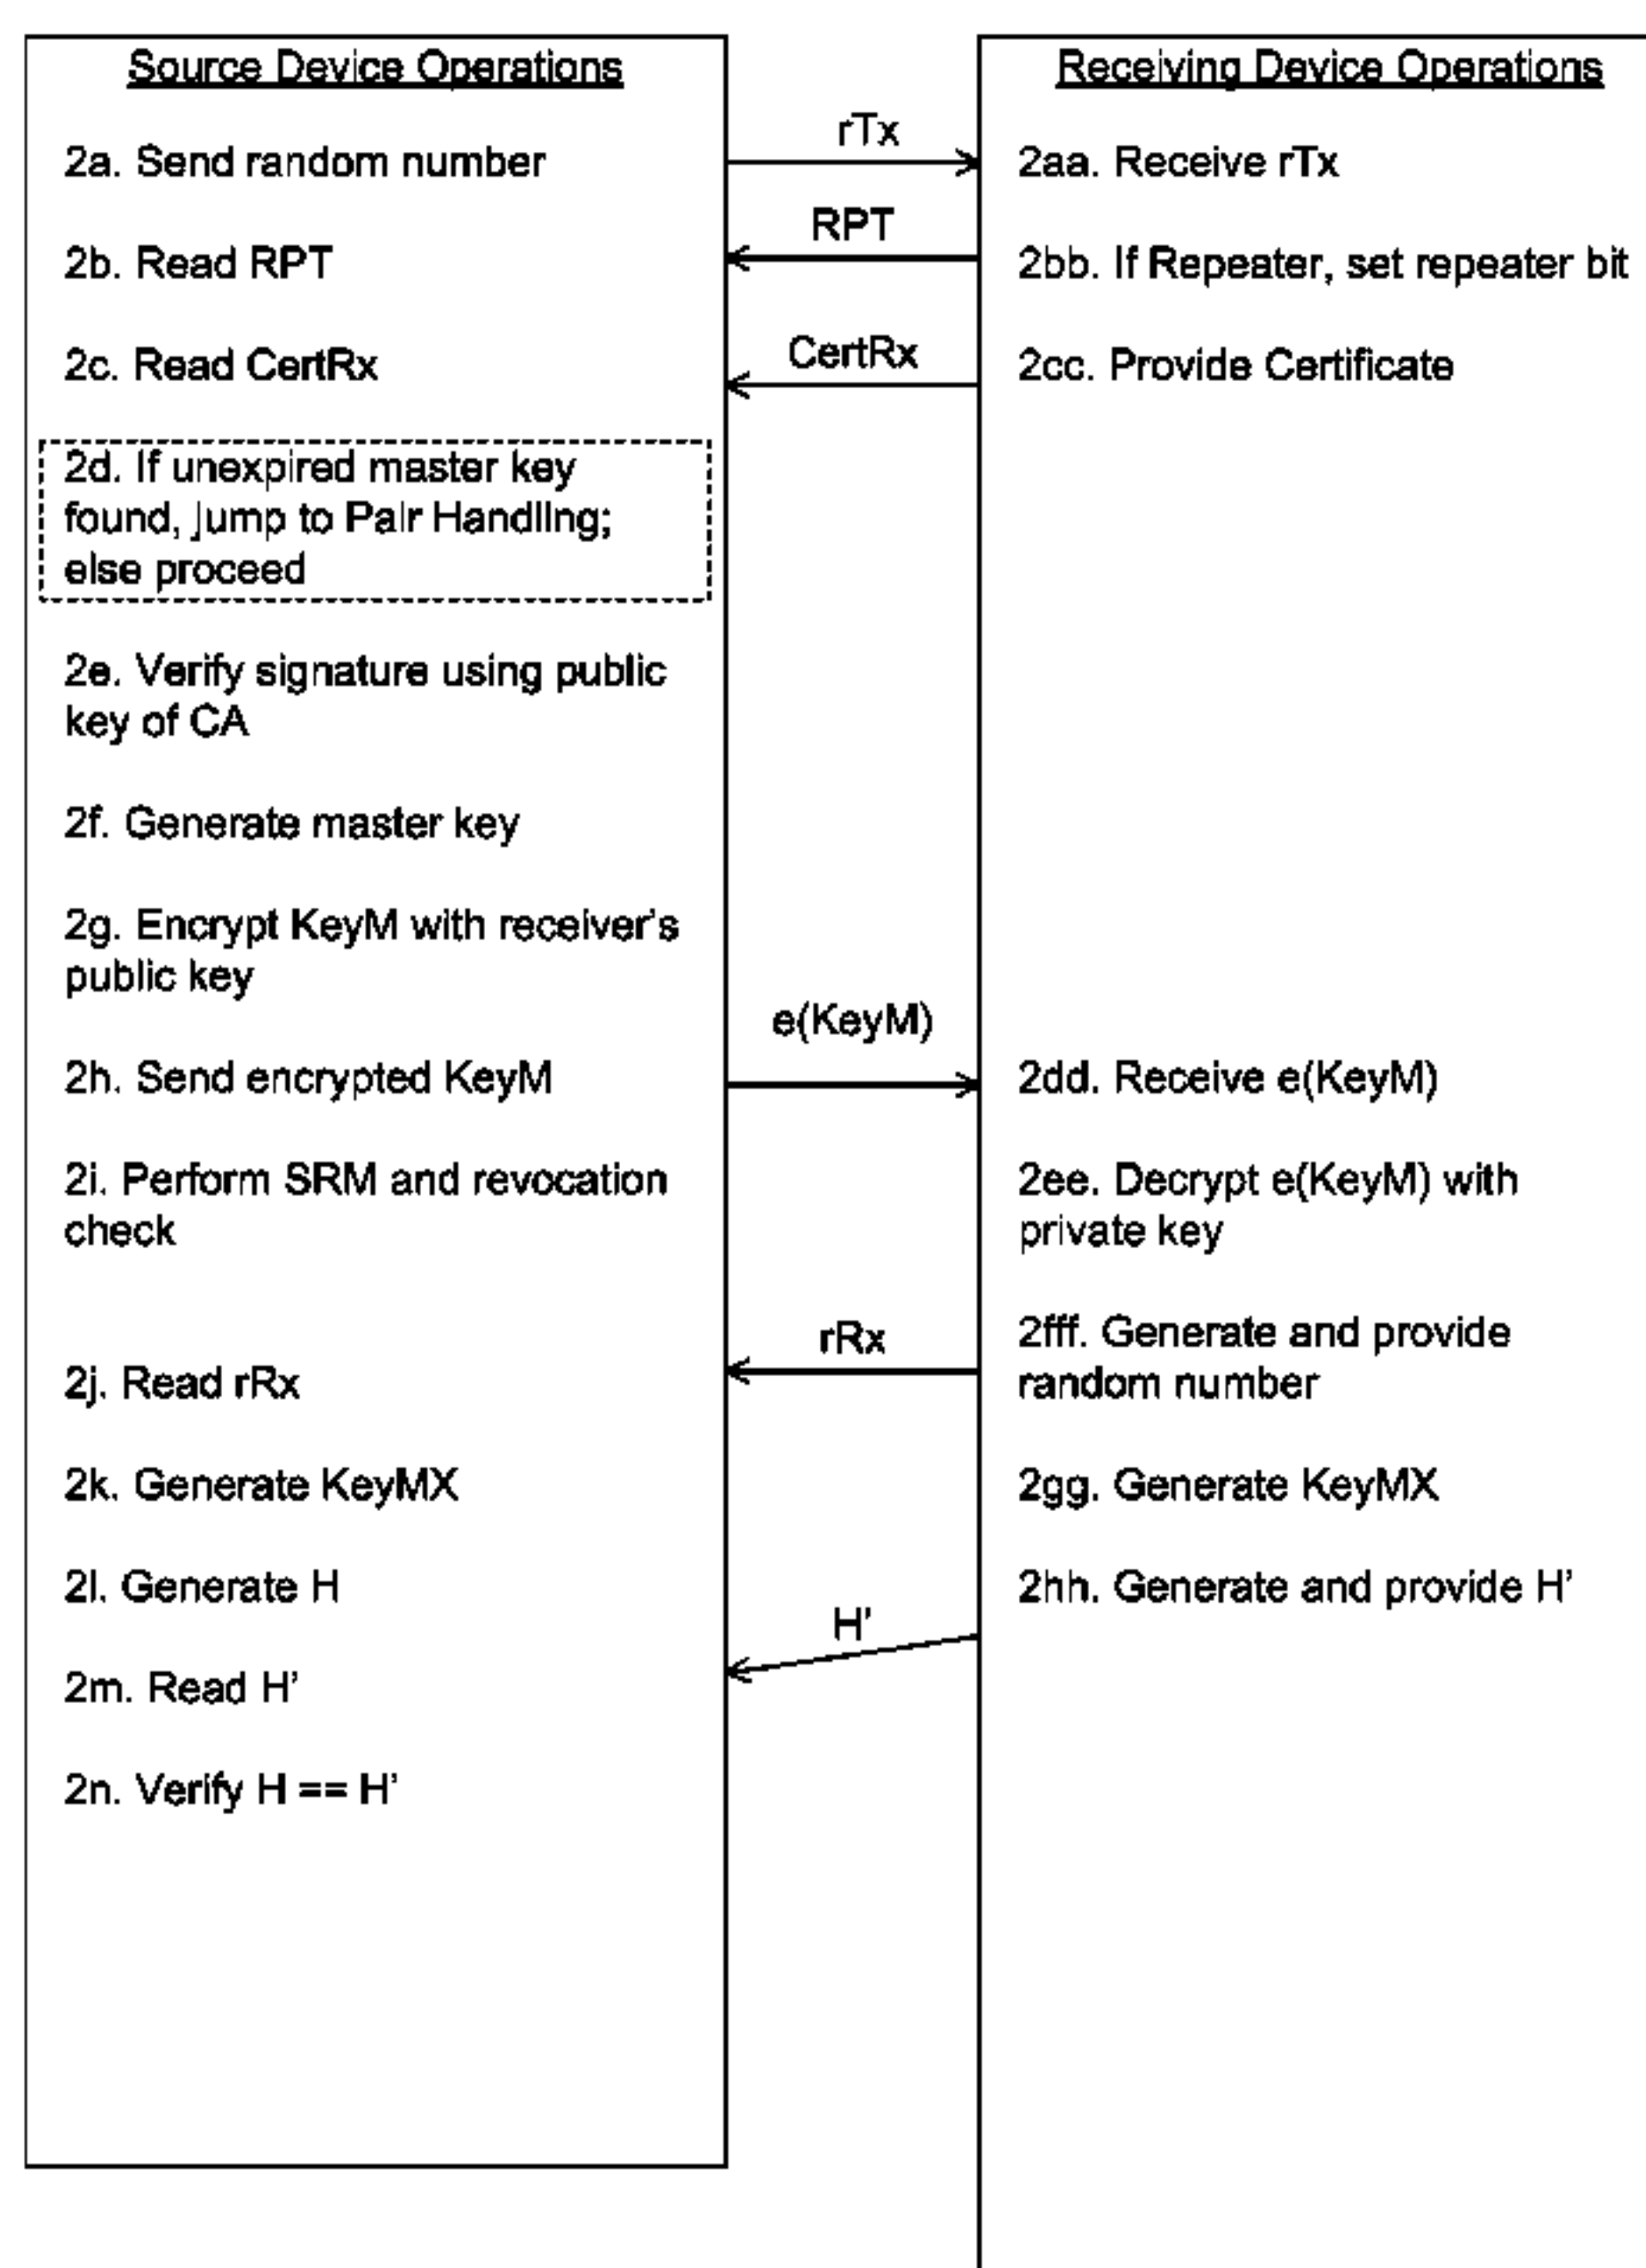 Source Device Operations
2a. Send random number
2b. Read RPT
2c. Read CertRx
2d. If unexpired master key
found, jump to Pair Handling;
else proceed
2e. Verify signature using public
key of CA
2f. Generate master key
2g. Encrypt KeyM with receiver's
public key
2h. Send encrypted KeyM
2i. Perform SRM and revocation
check
2j. Read rRx
2k. Generate KeyMX
2l. Generate H
2m. Read H'
2n. Verify H == H'
rTx
RPT
CertRx
e(KeyM)
rRx
H'
Receiving Device Operations
2aa. Receive rTx
2bb. If Repeater, set repeater bit
2cc. Provide Certificate
2dd. Receive e(KeyM)
2ee. Decrypt e(KeyM) with
private key
2fff. Generate and provide
random number
2gg. Generate KeyMX
2hh. Generate and provide H'